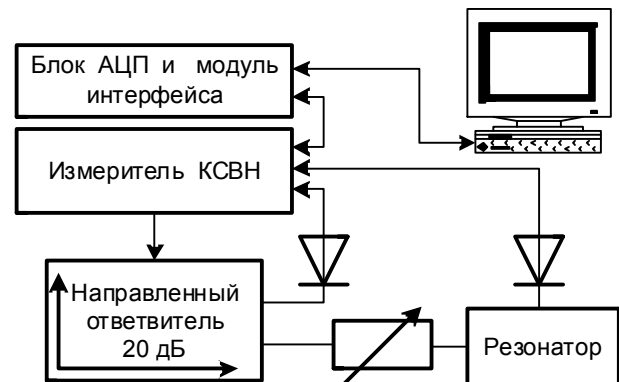 Блок АЦП и модуль
интерфейса
Измеритель КСВН
Направленный
ответвитель
20 дБ
Резонатор